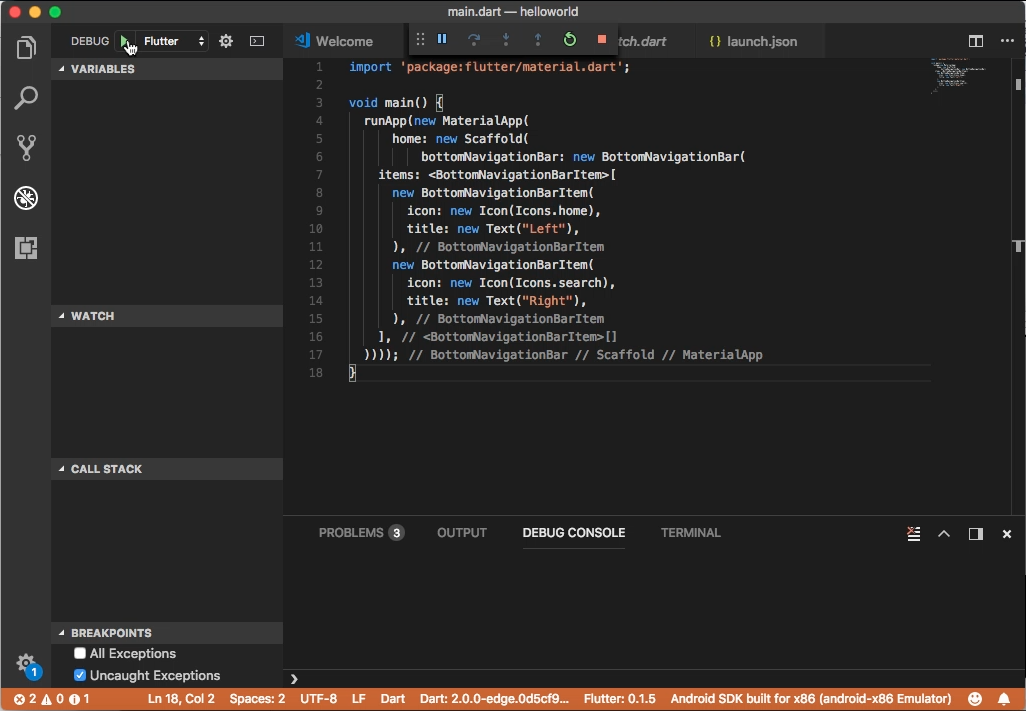 main.dart — helloworld
DEBUG Flutter
Welcome tch.dart {} launch.json
VARIABLES
WATCH
CALL STACK
BREAKPOINTS
All Exceptions
Uncaught Exceptions
1 import 'package:flutter/material.dart';
2
3 void main() {
4 runApp(new MaterialApp(
5 home: new Scaffold(
6 bottomNavigationBar: new BottomNavigationBar(
7 items: <BottomNavigationBarItem>[
8 new BottomNavigationBarItem(
9 icon: new Icon(Icons.home),
10 title: new Text("Left"),
11 ), // BottomNavigationBarItem
12 new BottomNavigationBarItem(
13 icon: new Icon(Icons.search),
14 title: new Text("Right"),
15 ), // BottomNavigationBarItem
16 ], // <BottomNavigationBarItem>[]
17 )))); // BottomNavigationBar // Scaffold // MaterialApp
18 }
PROBLEMS 3 OUTPUT DEBUG CONSOLE TERMINAL
1
2 0 1 Ln 18, Col 2 Spaces: 2 UTF-8 LF Dart Dart: 2.0.0-edge.0d5cf9... Flutter: 0.1.5 Android SDK built for x86 (android-x86 Emulator)